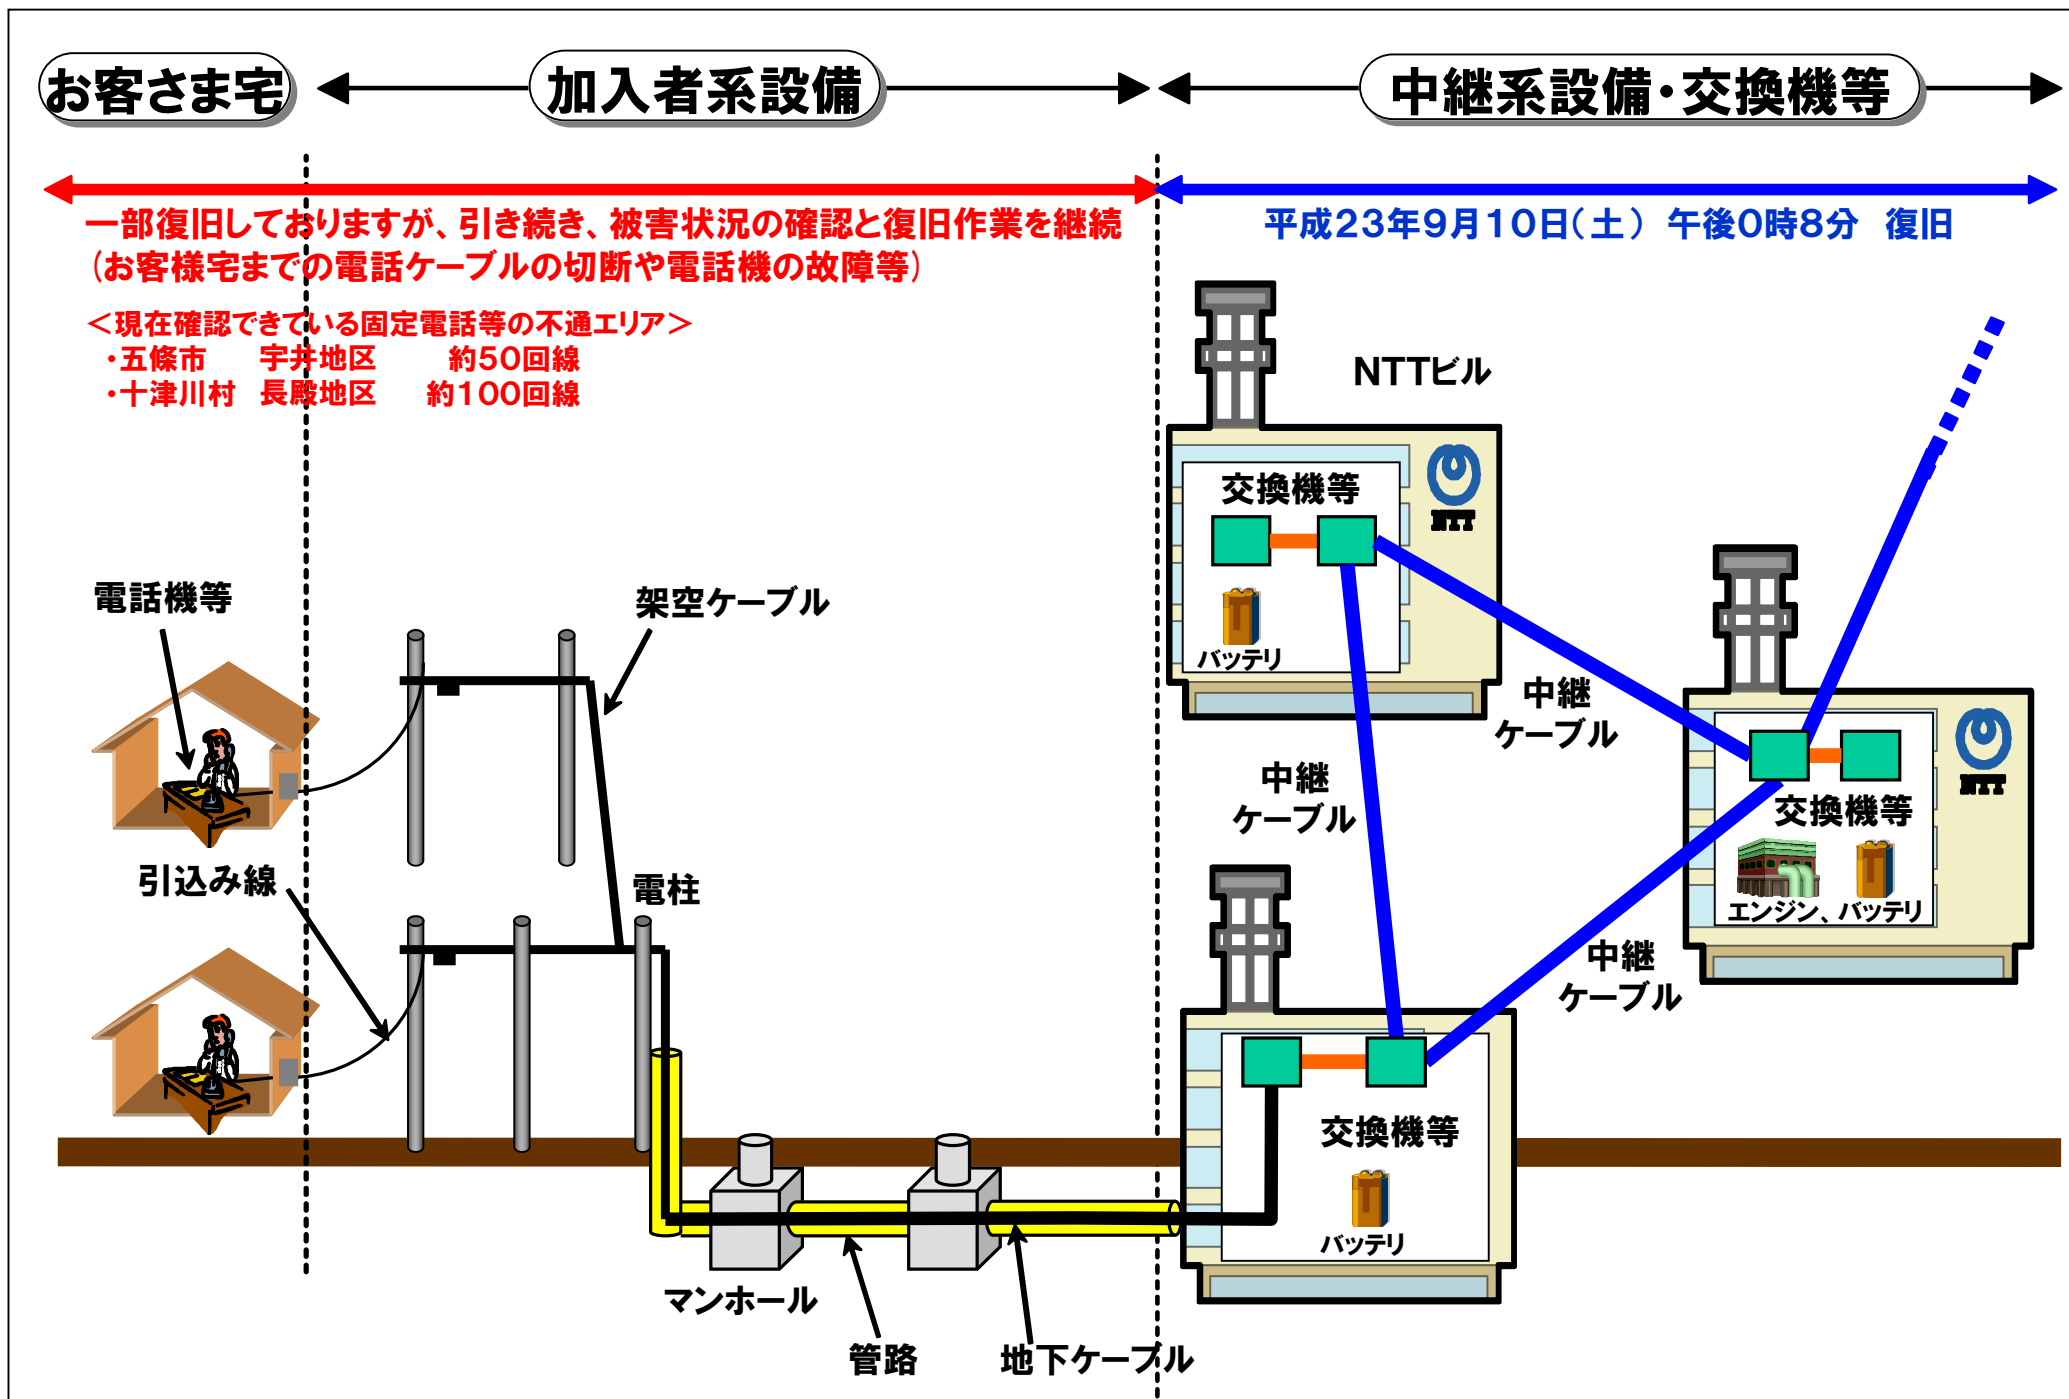 お客さま宅
加入者系設備
中継系設備・交換機等
一部復旧しておりますが、引き続き、被害状況の確認と復旧作業を継続
(お客様宅までの電話ケーブルの切断や電話機の故障等)
平成23年9月10日(土) 午後0時8分 復旧
<現在確認できている固定電話等の不通エリア>
・五條市 宇井地区 約50回線
・十津川村 長殿地区 約100回線
NTTビル
交換機等
NTT
バッテリ
電話機等
架空ケーブル
中継
ケーブル
中継
ケーブル
NTT
交換機等
エンジン、バッテリ
引込み線
電柱
中継
ケーブル
交換機等
バッテリ
マンホール
管路
地下ケーブル